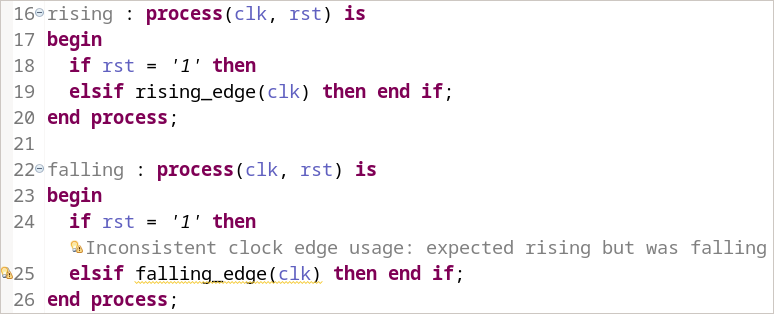 16 rising : process(clk, rst) is
17 begin
18   if rst = '1' then
19   elsif rising_edge(clk) then end if;
20 end process;
21
22 falling : process(clk, rst) is
23 begin
24   if rst = '1' then
Inconsistent clock edge usage: expected rising but was falling
25   elsif falling_edge(clk) then end if;
26 end process;